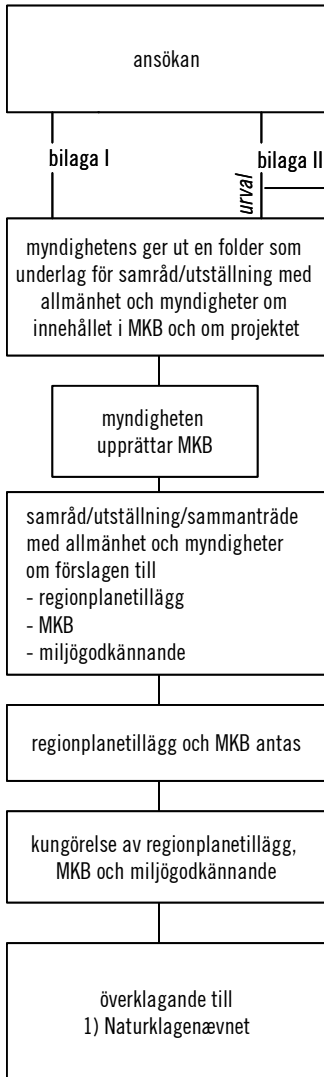 ansökan
bilaga I
urval
bilaga II
myndighetens ger ut en folder som
underlag för samråd/utställning med
allmänhet och myndigheter om
innehållet i MKB och om projektet
myndigheten
upprättar MKB
samråd/utställning/sammanträde
med allmänhet och myndigheter
om förslagen till
- regionplanetillägg
- MKB
- miljögodkännande
regionplanetillägg och MKB antas
kungörelse av regionplanetillägg,
MKB och miljögodkännande
överklagande till
1) Naturklagenævnet